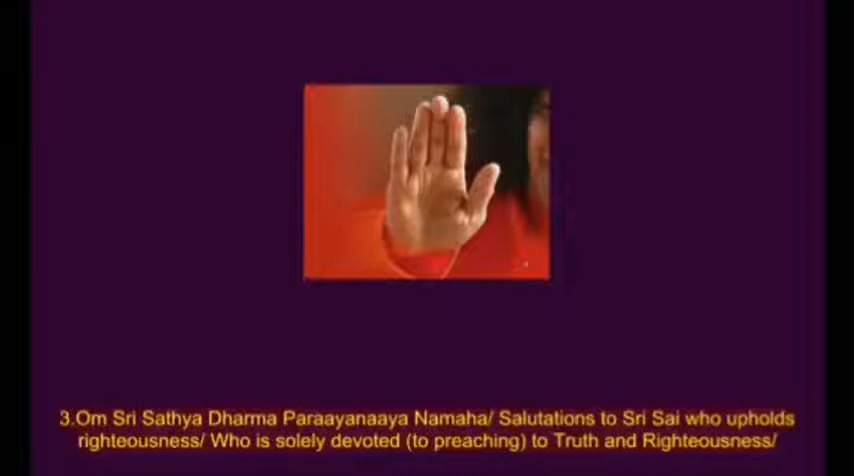 3.Om Sri Sathya Dharma Paraayanaaya Namaha/ Salutations to Sri Sai who upholds
righteousness/ Who is solely devoted (to preaching) to Truth and Righteousness/